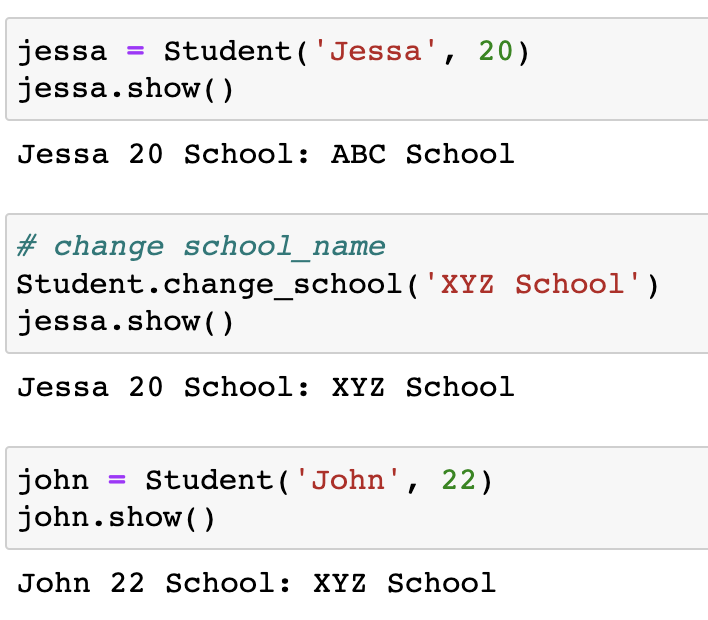 jessa = Student('Jessa', 20)
jessa.show()
Jessa 20 School: ABC School
# change school_name
Student.change_school('XYZ School')
jessa.show()
Jessa 20 School: XYZ School
john = Student('John', 22)
john.show()
John 22 School: XYZ School